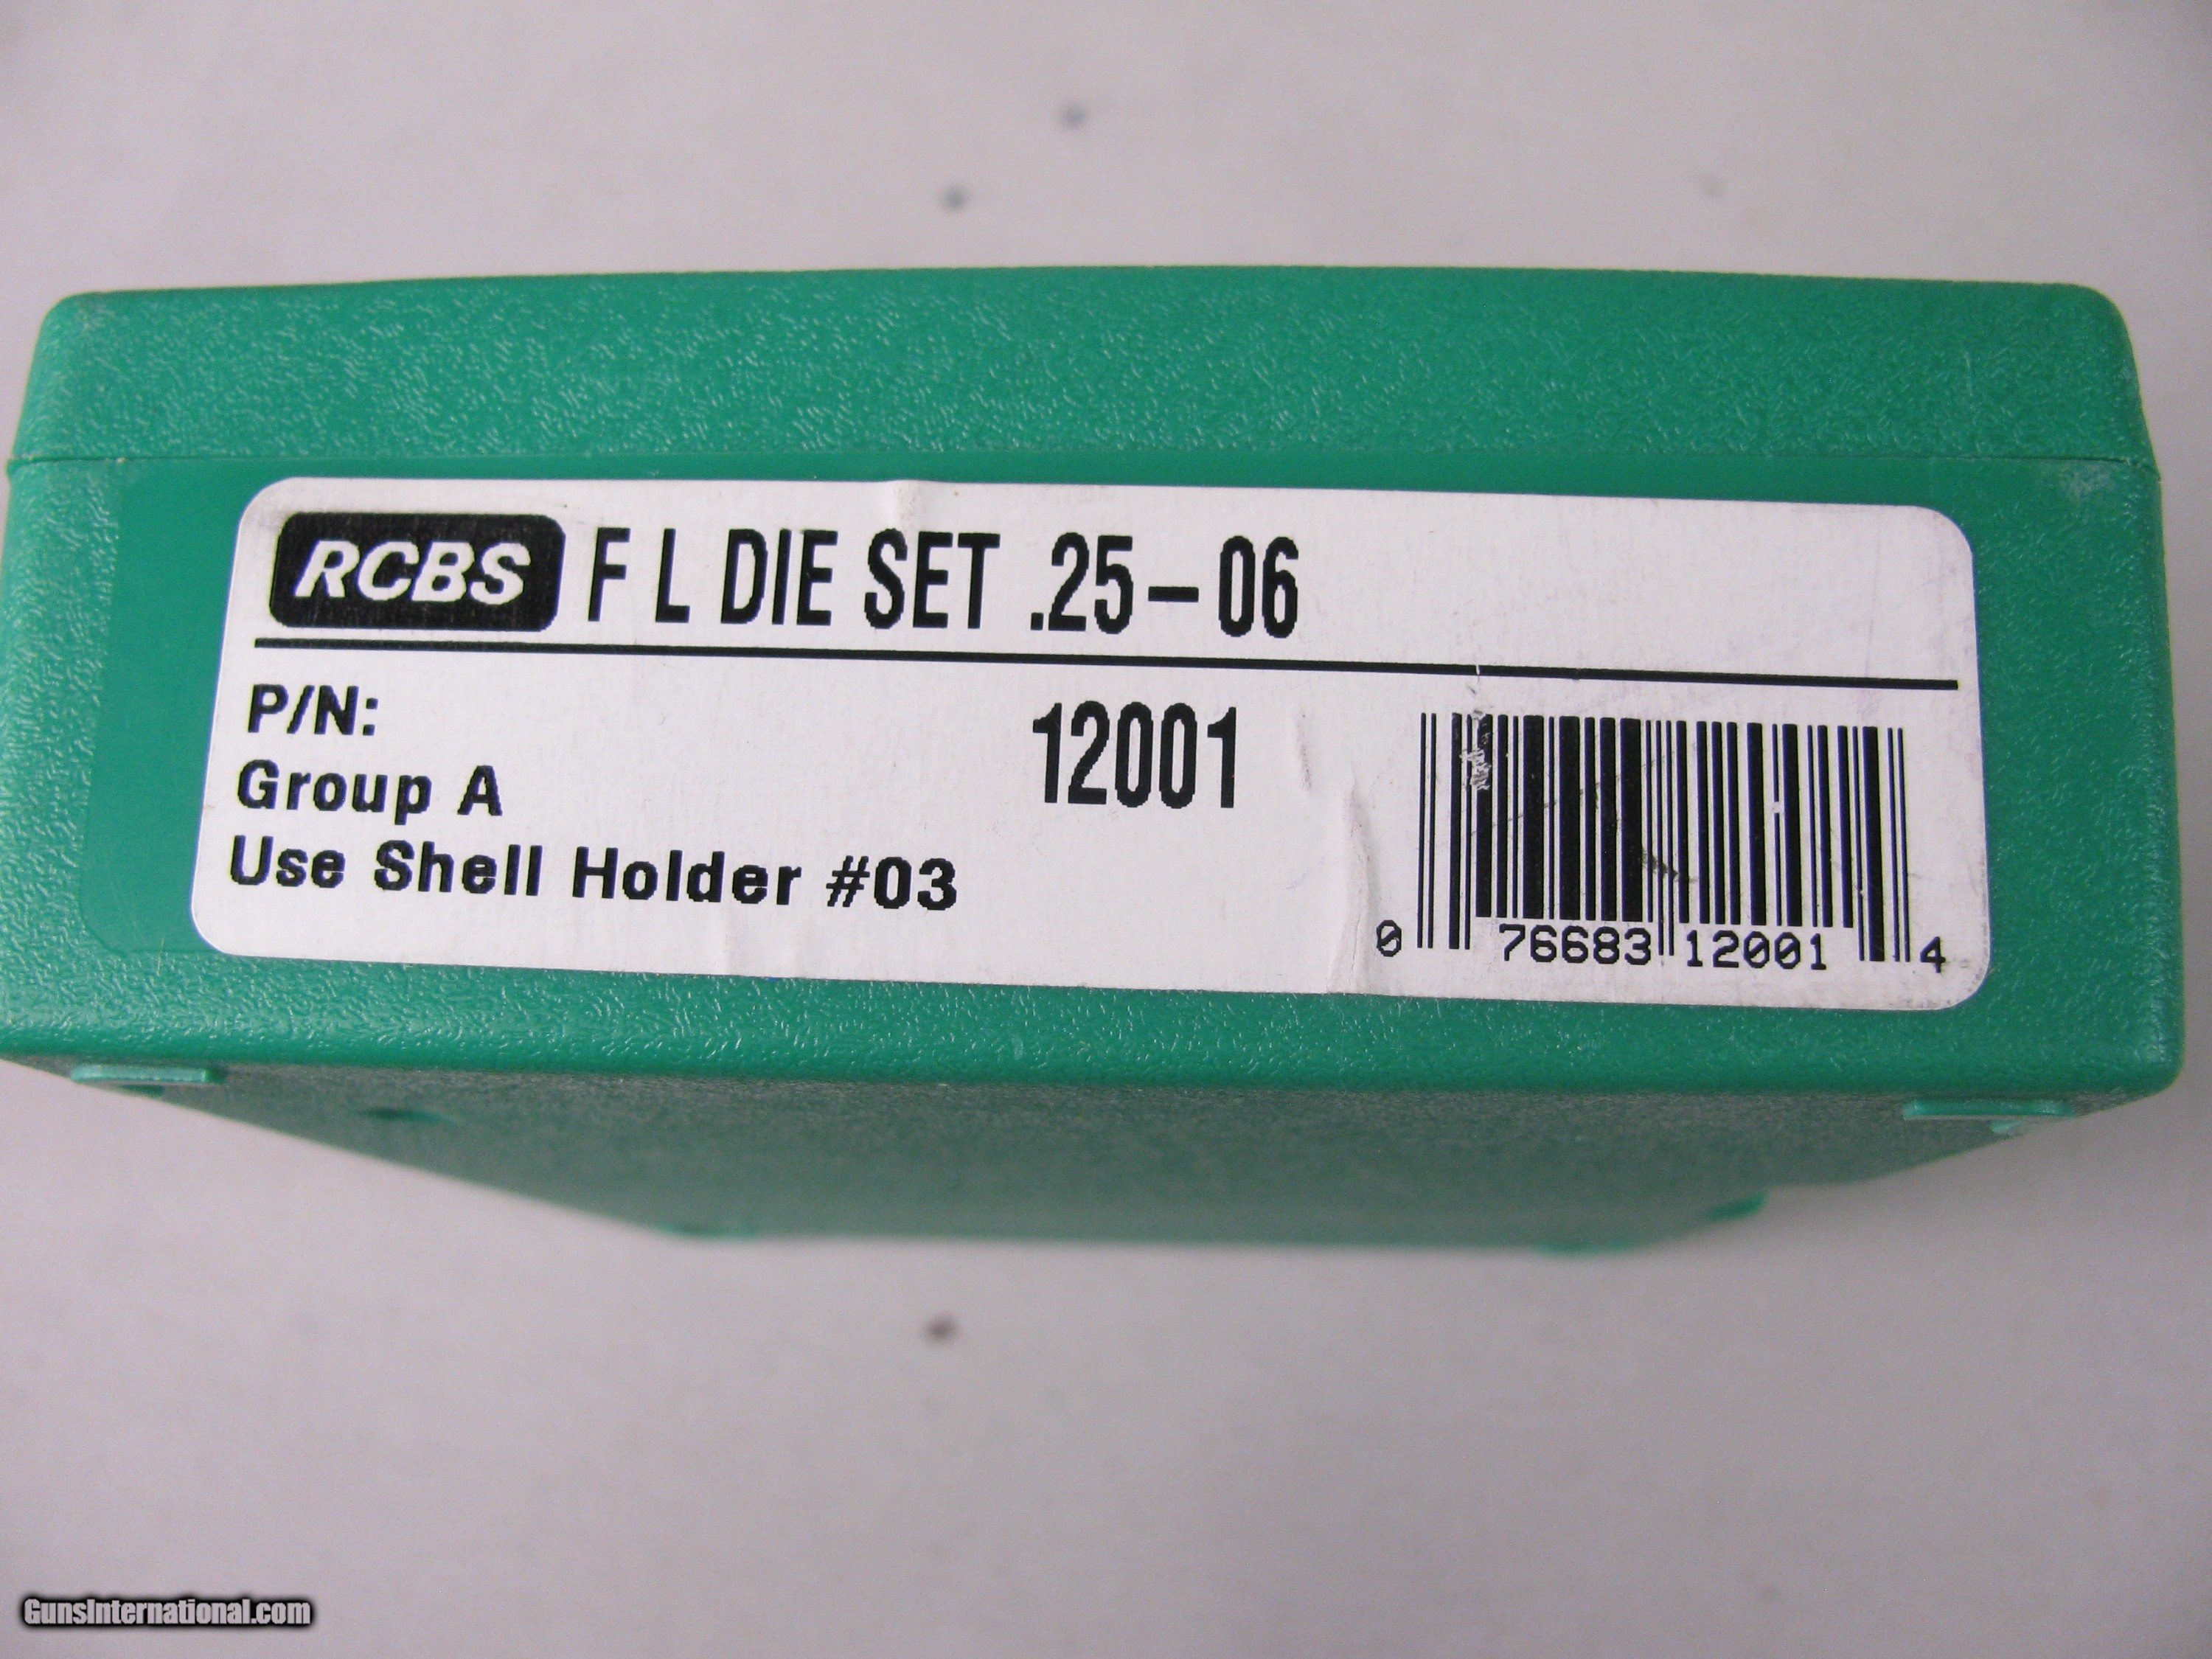 RCBS F L DIE SET .25-06
P/N: 12001
Group A
Use Shell Holder #03
0 76683 12001 4
GunsInternational.com